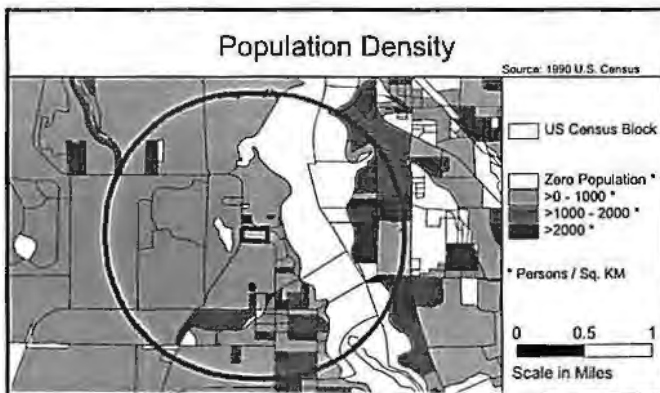 Population Density
Source: 1990 U.S. Census
US Census Block
Zero Population *
>0 - 1000 *
>1000 - 2000 *
>2000 *
* Persons / Sq. KM
0 0.5 1
Scale in Miles